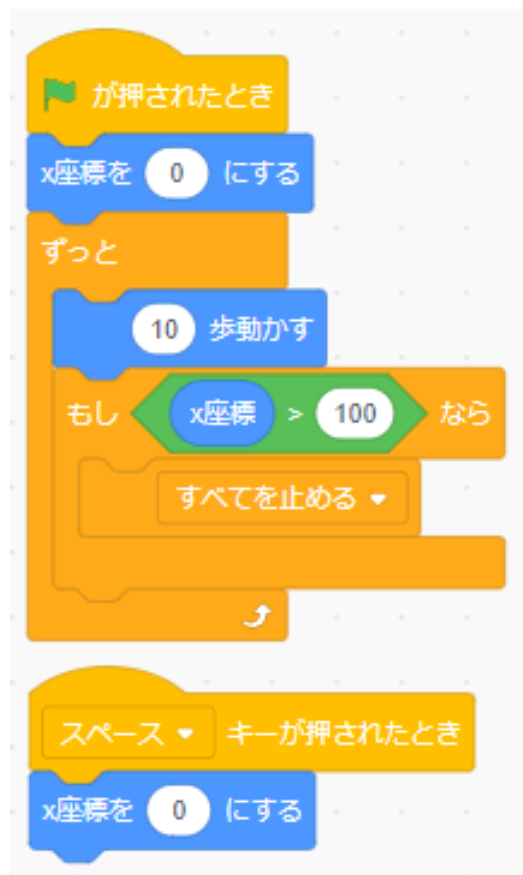 が押されたとき
x座標を 0 にする
ずっと
10 歩動かす
もし x座標 > 100 なら
すべてを止める
スペース キーが押されたとき
x座標を 0 にする